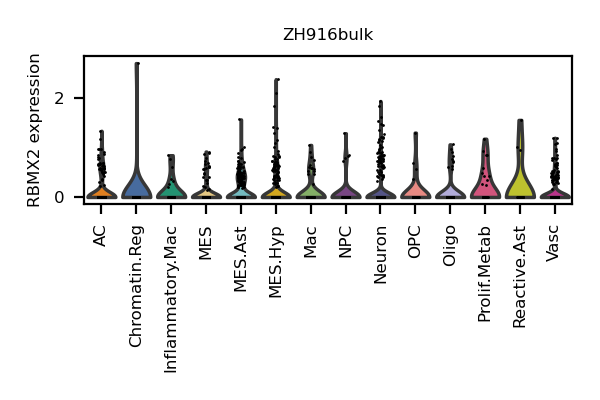 ZH916bulk
RBMX2 expression
2
0
AC
Chromatin.Reg
Inflammatory.Mac
MES
MES.Ast
MES.Hyp
Mac
NPC
Neuron
OPC
Oligo
Prolif.Metab
Reactive.Ast
Vasc